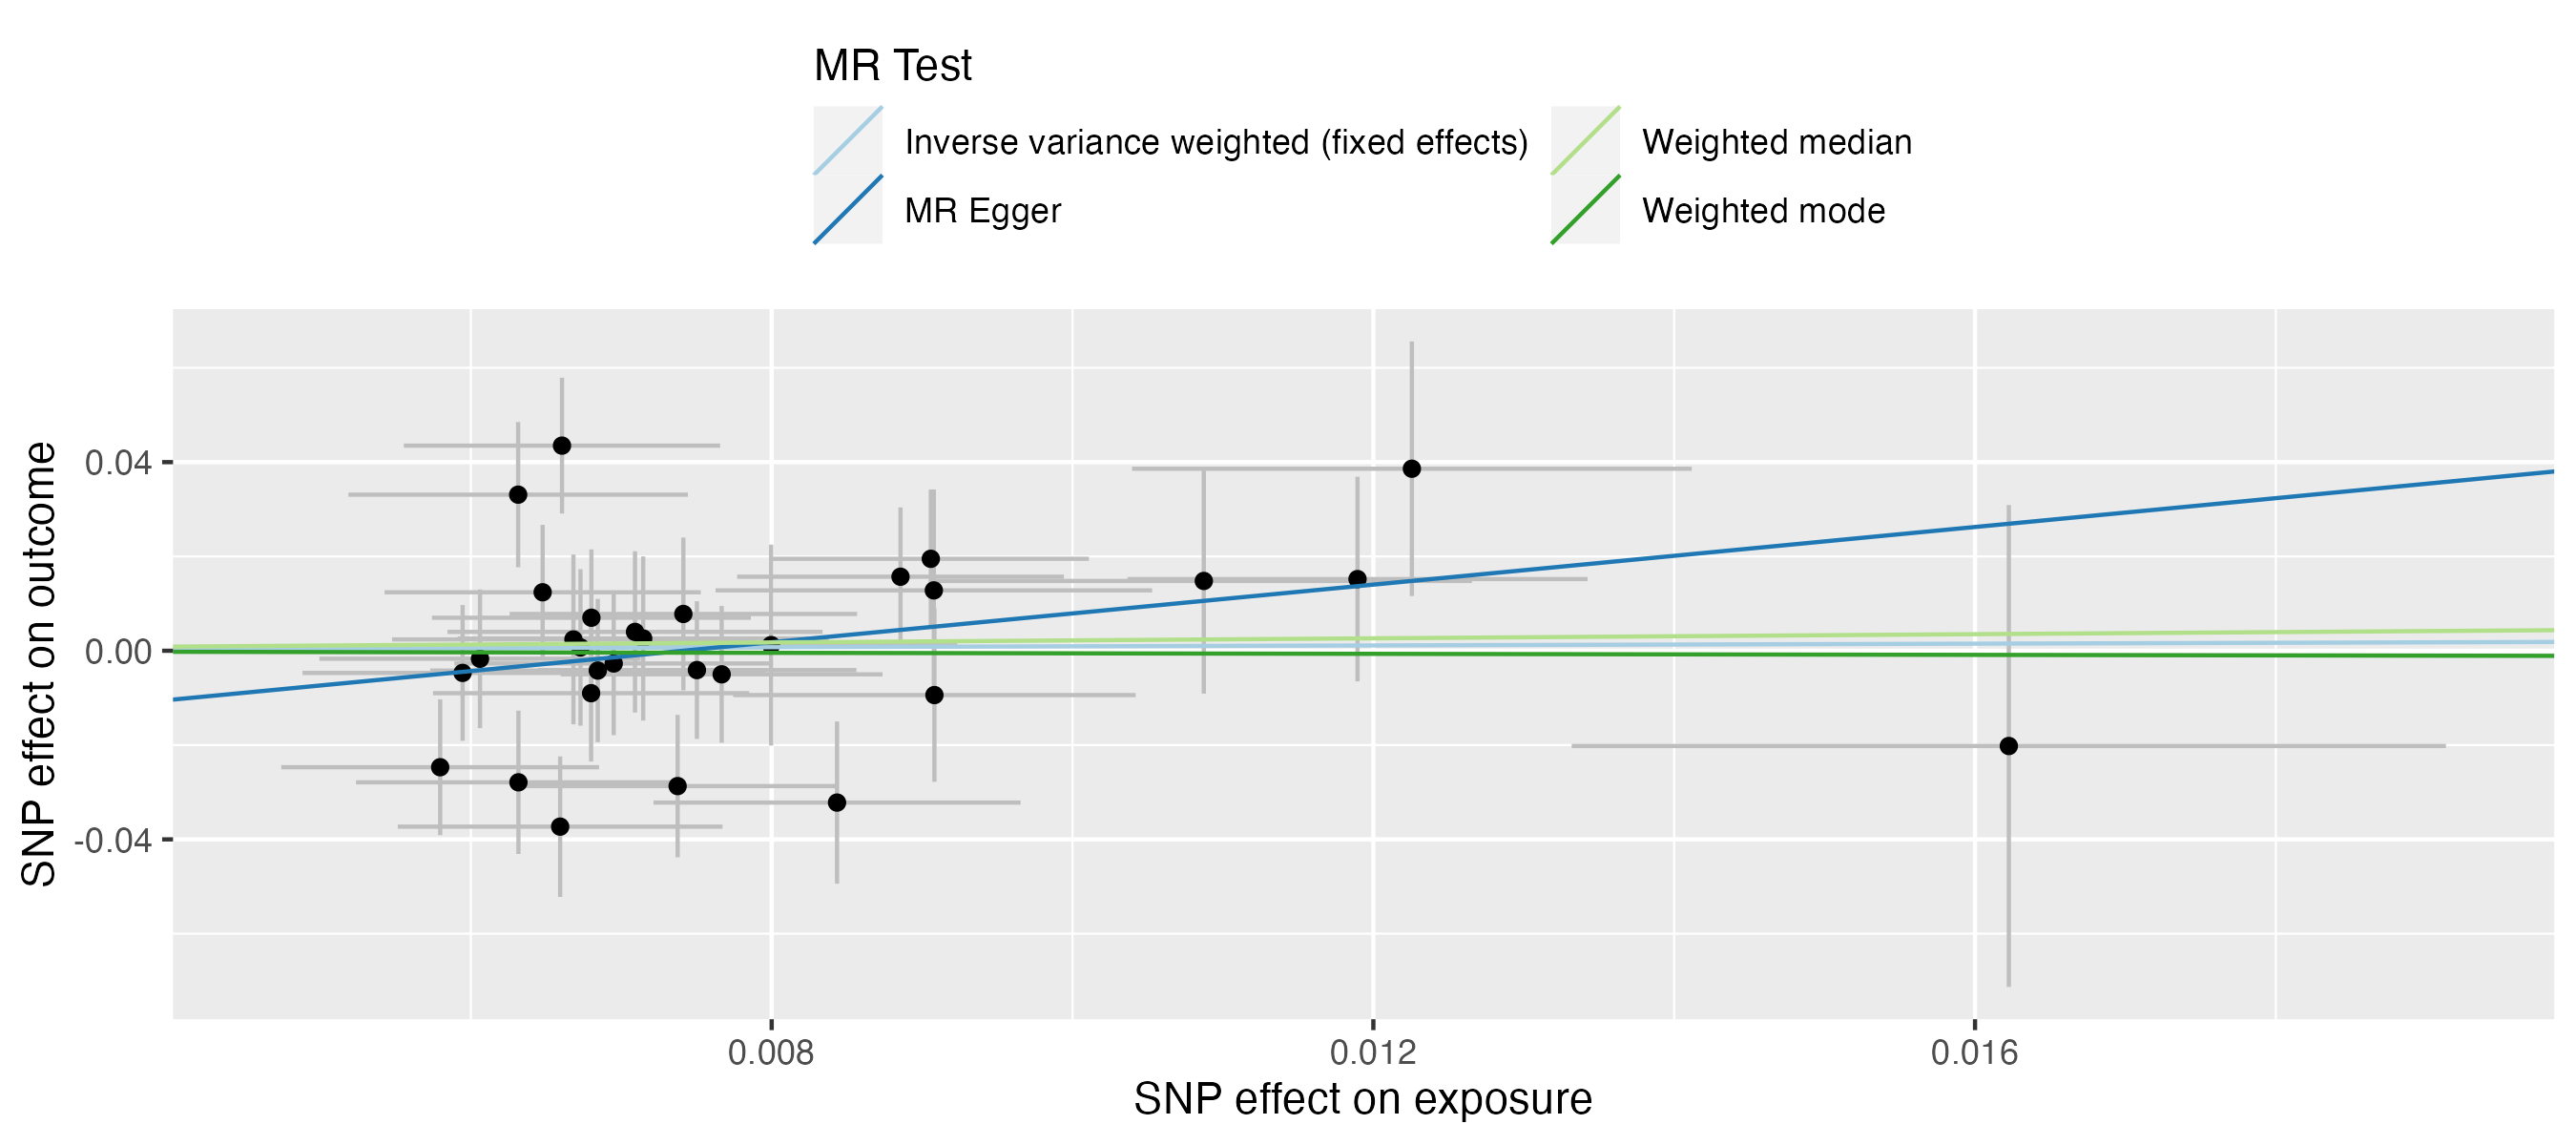 MR Test
Inverse variance weighted (fixed effects)
Weighted median
MR Egger
Weighted mode
SNP effect on outcome
0.04
0.00
-0.04
0.008
0.012
0.016
SNP effect on exposure